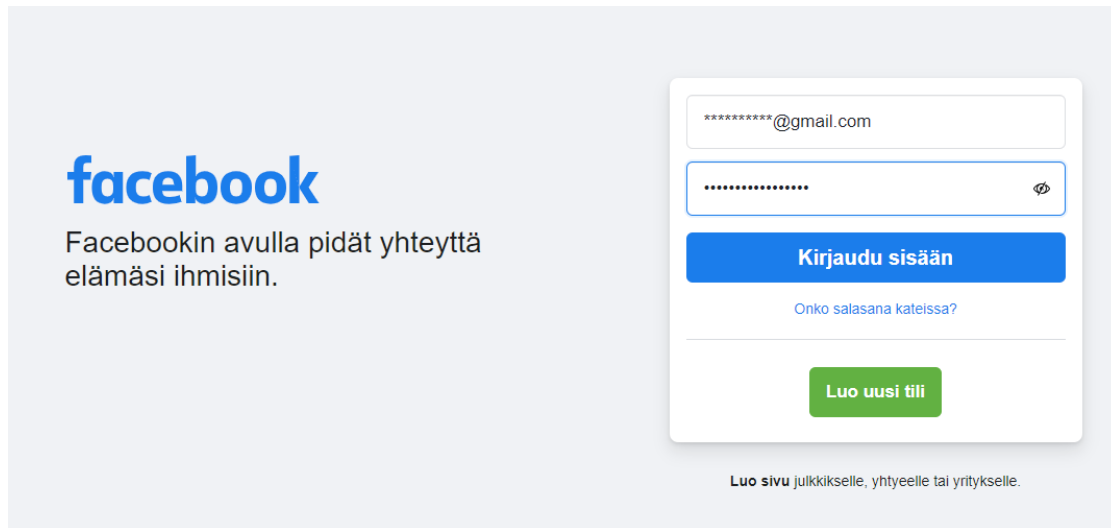 facebook
Facebookin avulla pidät yhteyttä
elämäsi ihmisiin.
**********@gmail.com
•••••••••••••••••
Kirjaudu sisään
Onko salasana kateissa?
Luo uusi tili
Luo sivu julkkikselle, yhtyeelle tai yritykselle.